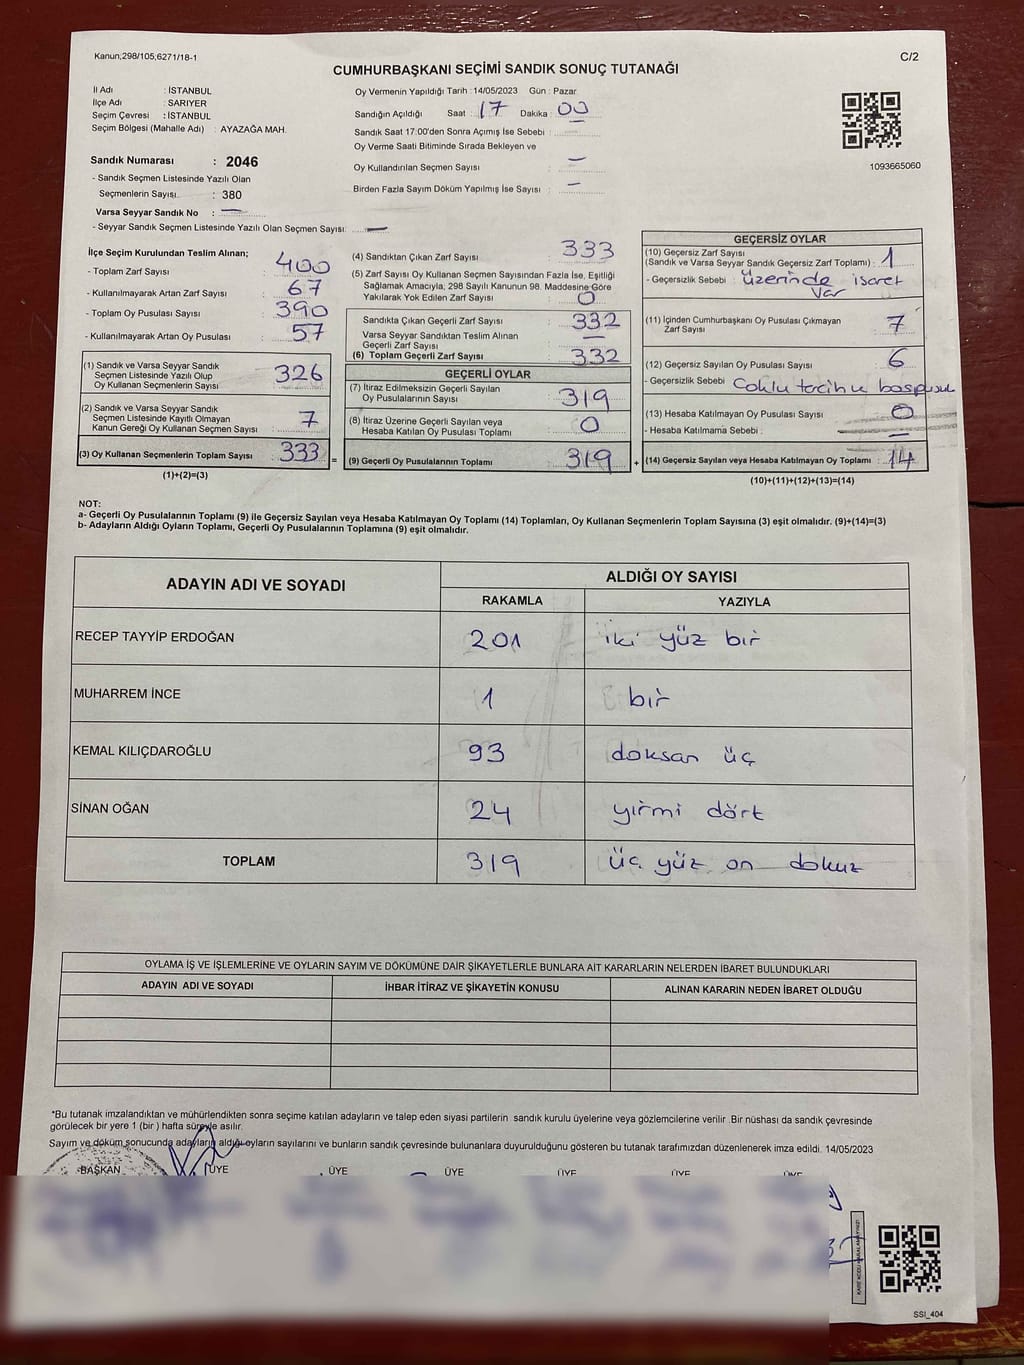 Kanun;298/105;6271/18-1
C/2
CUMHURBAŞKANI SEÇİMİ SANDIK SONUÇ TUTANAĞI
İl Adı : İSTANBUL
İlçe Adı : SARIYER
Seçim Çevresi : İSTANBUL
Seçim Bölgesi (Mahalle Adı) : AYAZAĞA MAH.
Sandık Numarası : 2046
- Sandık Seçmen Listesinde Yazılı Olan
Seçmenlerin Sayısı : 380
Varsa Seyyar Sandık No : —
- Seyyar Sandık Seçmen Listesinde Yazılı Olan Seçmen Sayısı: —
Oy Vermenin Yapıldığı Tarih : 14/05/2023 Gün : Pazar
Sandığın Açıldığı Saat : 17 Dakika : 00
Sandık Saat 17:00'den Sonra Açımış İse Sebebi : —
Oy Verme Saati Bitiminde Sırada Bekleyen ve
Oy Kullandırılan Seçmen Sayısı : —
Birden Fazla Sayım Döküm Yapılmış İse Sayısı : —
1093665060
İlçe Seçim Kurulundan Teslim Alınan;
- Toplam Zarf Sayısı : 400
- Kullanılmayarak Artan Zarf Sayısı : 67
- Toplam Oy Pusulası Sayısı : 390
- Kullanılmayarak Artan Oy Pusulası : 57
(1) Sandık ve Varsa Seyyar Sandık
Seçmen Listesinde Yazılı Olup
Oy Kullanan Seçmenlerin Sayısı : 326
(2) Sandık ve Varsa Seyyar Sandık
Seçmen Listesinde Kayıtlı Olmayan
Kanun Gereği Oy Kullanan Seçmen Sayısı : 7
(3) Oy Kullanan Seçmenlerin Toplam Sayısı : 333 =
(1)+(2)=(3)
(4) Sandıktan Çıkan Zarf Sayısı : 333
(5) Zarf Sayısı Oy Kullanan Seçmen Sayısından Fazla İse, Eşitliği
Sağlamak Amacıyla; 298 Sayılı Kanunun 98. Maddesine Göre
Yakılarak Yok Edilen Zarf Sayısı : 0
Sandıkta Çıkan Geçerli Zarf Sayısı : 332
Varsa Seyyar Sandıktan Teslim Alınan
Geçerli Zarf Sayısı : —
(6) Toplam Geçerli Zarf Sayısı : 332
GEÇERLİ OYLAR
(7) İtiraz Edilmeksizin Geçerli Sayılan
Oy Pusulalarının Sayısı : 319
(8) İtiraz Üzerine Geçerli Sayılan veya
Hesaba Katılan Oy Pusulası Toplamı : 0
(9) Geçerli Oy Pusulalarının Toplamı : 319 +
GEÇERSİZ OYLAR
(10) Geçersiz Zarf Sayısı
(Sandık ve Varsa Seyyar Sandık Geçersiz Zarf Toplamı) : 1
- Geçersizlik Sebebi : üzerinde isaret
var
(11) İçinden Cumhurbaşkanı Oy Pusulası Çıkmayan
Zarf Sayısı : 7
(12) Geçersiz Sayılan Oy Pusulası Sayısı : 6
- Geçersizlik Sebebi Coklu tercih
(13) Hesaba Katılmayan Oy Pusulası Sayısı : 0
- Hesaba Katılmama Sebebi : —
(14) Geçersiz Sayılan veya Hesaba Katılmayan Oy Toplamı : 14
(10)+(11)+(12)+(13)=(14)
NOT:
a- Geçerli Oy Pusulalarının Toplamı (9) ile Geçersiz Sayılan veya Hesaba Katılmayan Oy Toplamı (14) Toplamları, Oy Kullanan Seçmenlerin Toplam Sayısına (3) eşit olmalıdır. (9)+(14)=(3)
b- Adayların Aldığı Oyların Toplamı, Geçerli Oy Pusulalarının Toplamına (9) eşit olmalıdır.
ADAYIN ADI VE SOYADI
ALDIĞI OY SAYISI
RAKAMLA YAZIYLA
RECEP TAYYİP ERDOĞAN 201 iki yüz bir
MUHARREM İNCE 1 bir
KEMAL KILIÇDAROĞLU 93 doksan üç
SİNAN OĞAN 24 yirmi dört
TOPLAM 319 üç yüz on dokuz
OYLAMA İŞ VE İŞLEMLERİNE VE OYLARIN SAYIM VE DÖKÜMÜNE DAİR ŞİKAYETLERLE BUNLARA AİT KARARLARIN NELERDEN İBARET BULUNDUKLARI
ADAYIN ADI VE SOYADI İHBAR İTİRAZ VE ŞİKAYETİN KONUSU ALINAN KARARIN NEDEN İBARET OLDUĞU
*Bu tutanak imzalandıktan ve mühürlendikten sonra seçime katılan adayların ve talep eden siyasi partilerin sandık kurulu üyelerine veya gözlemcilerine verilir. Bir nüshası da sandık çevresinde
görülecek bir yere 1 (bir) hafta süreyle asılır.
Sayım ve döküm sonucunda adayların aldığı oyların sayılarını ve bunların sandık çevresinde bulunanlara duyurulduğunu gösteren bu tutanak tarafımızdan düzenlenerek imza edildi. 14/05/2023
BAŞKAN ÜYE ÜYE ÜYE ÜYE ÜYE ÜYE
SSI_404